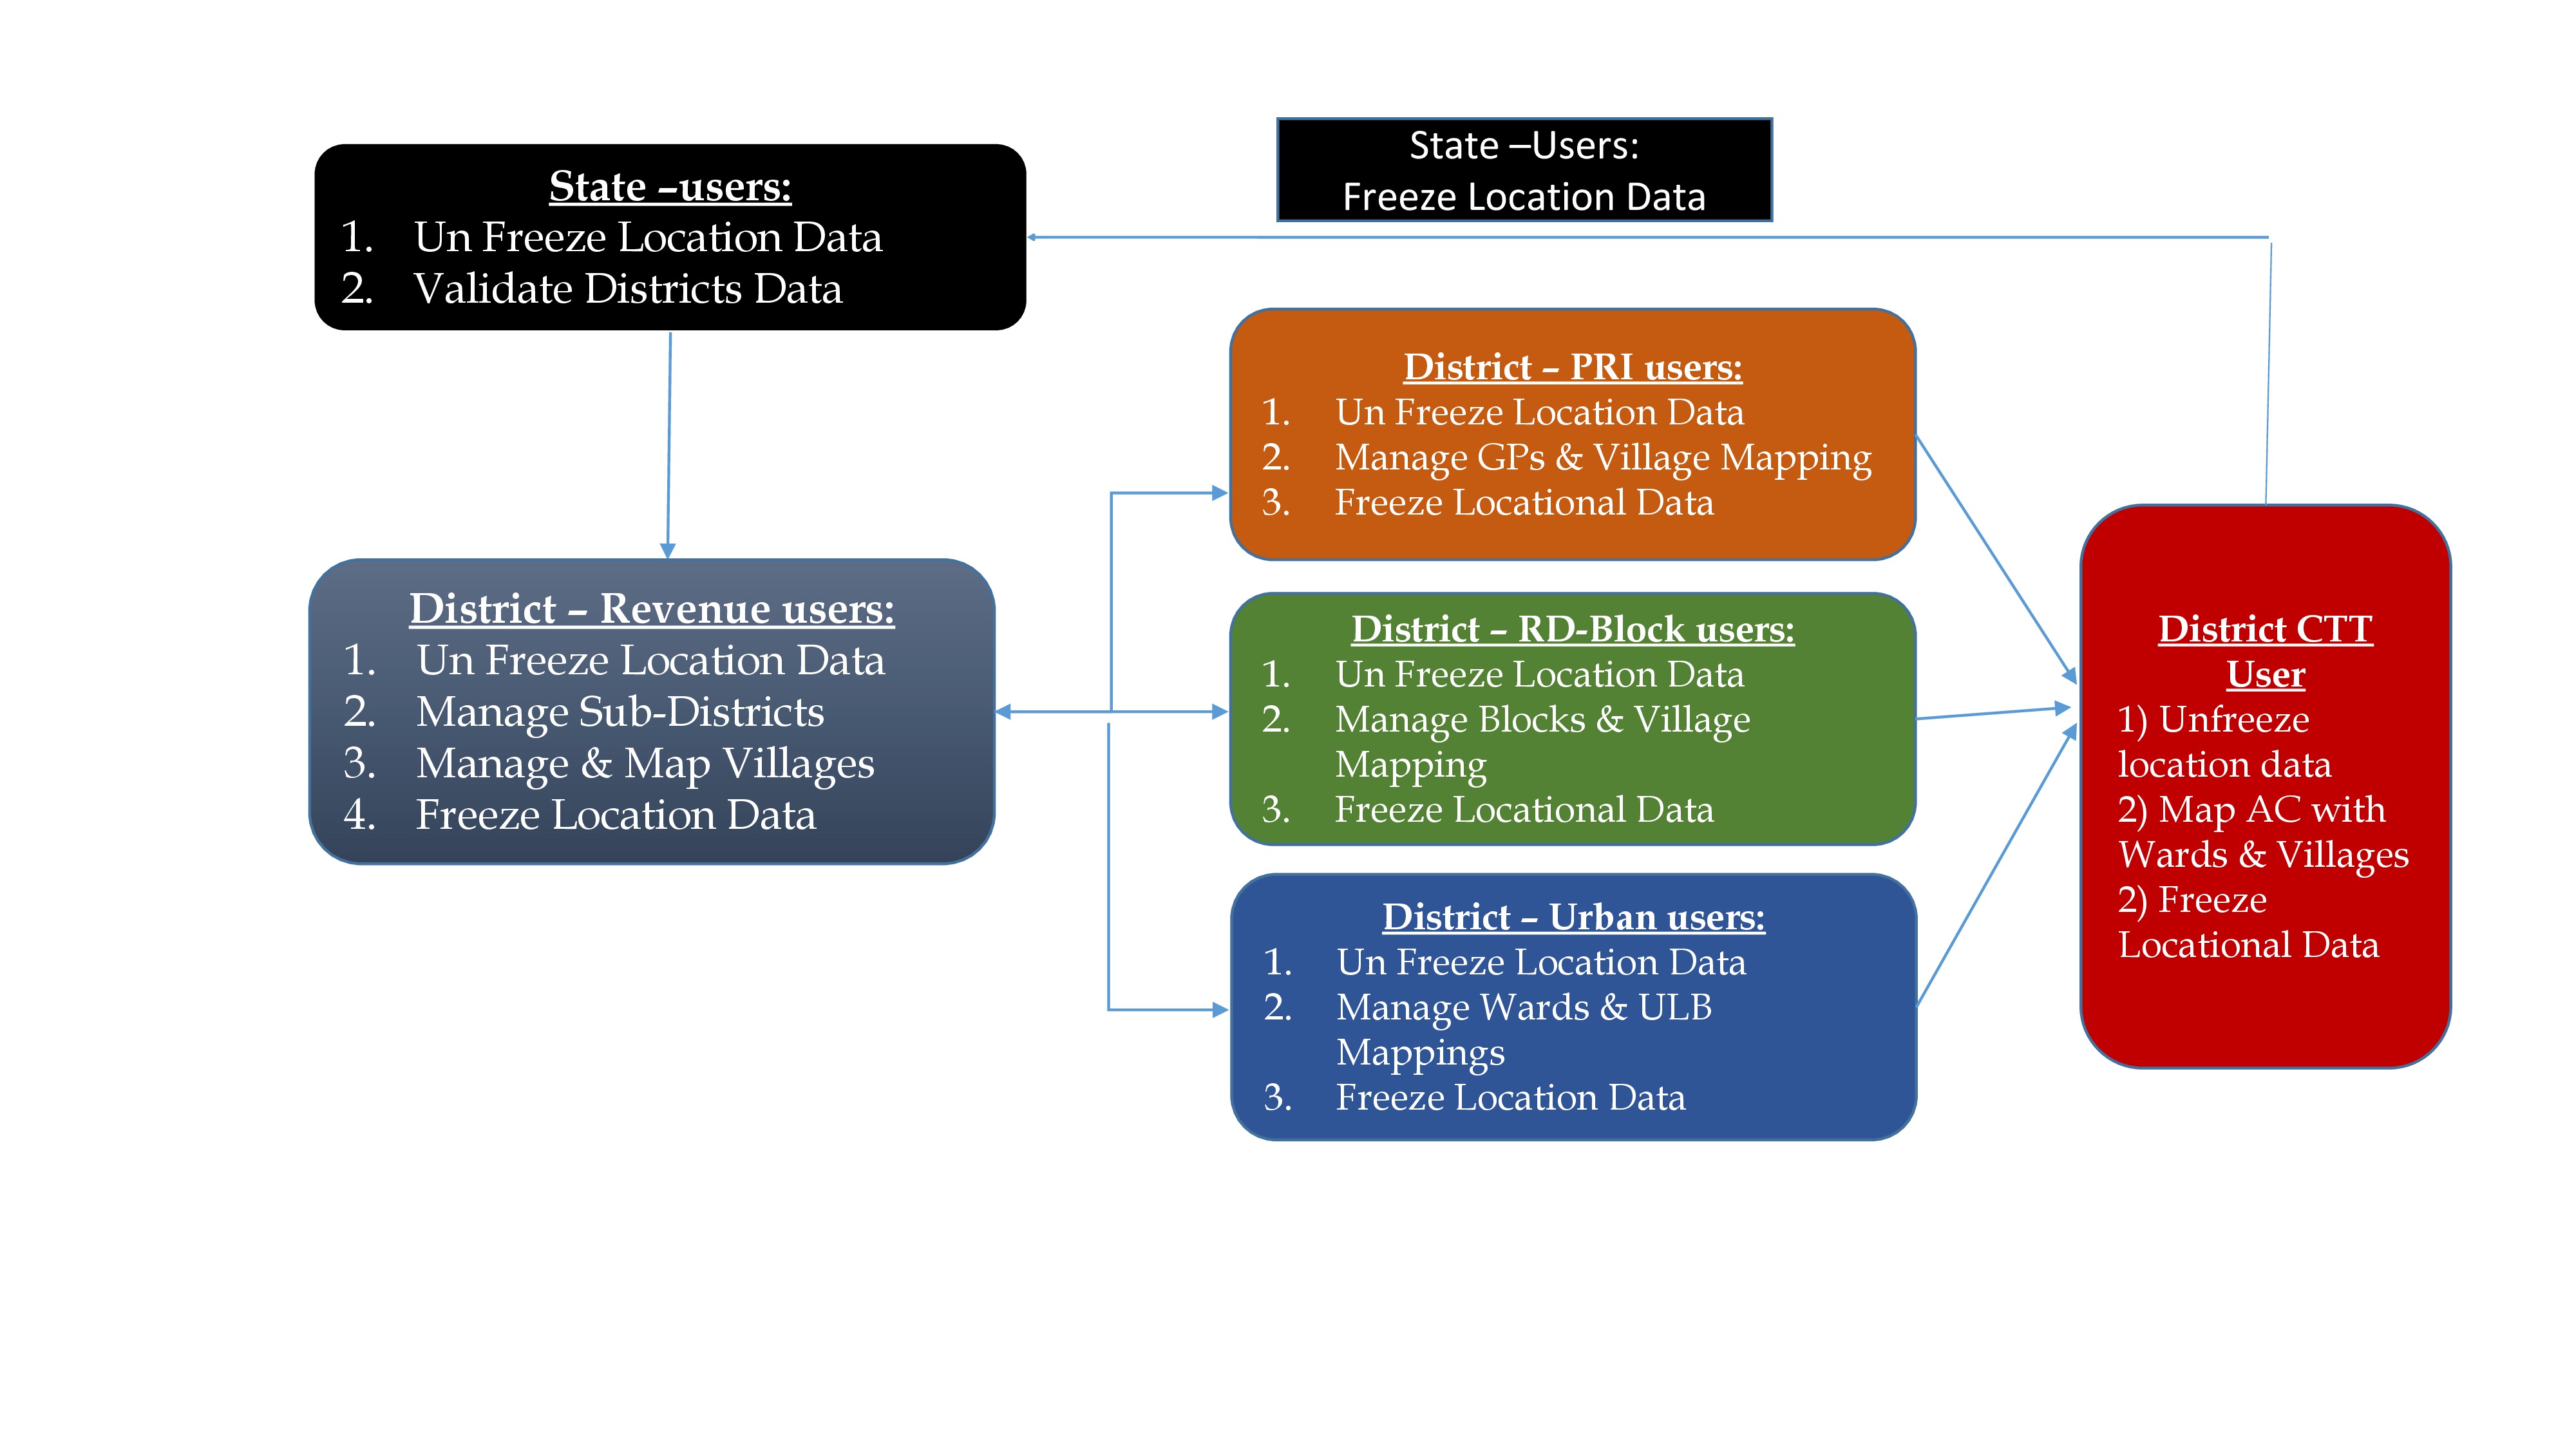 State –Users:
Freeze Location Data
State –users:
1. Un Freeze Location Data
2. Validate Districts Data
District – Revenue users:
1. Un Freeze Location Data
2. Manage Sub-Districts
3. Manage & Map Villages
4. Freeze Location Data
District – PRI users:
1. Un Freeze Location Data
2. Manage GPs & Village Mapping
3. Freeze Locational Data
District – RD-Block users:
1. Un Freeze Location Data
2. Manage Blocks & Village
Mapping
3. Freeze Locational Data
District – Urban users:
1. Un Freeze Location Data
2. Manage Wards & ULB
Mappings
3. Freeze Location Data
District CTT
User
1) Unfreeze
location data
2) Map AC with
Wards & Villages
2) Freeze
Locational Data